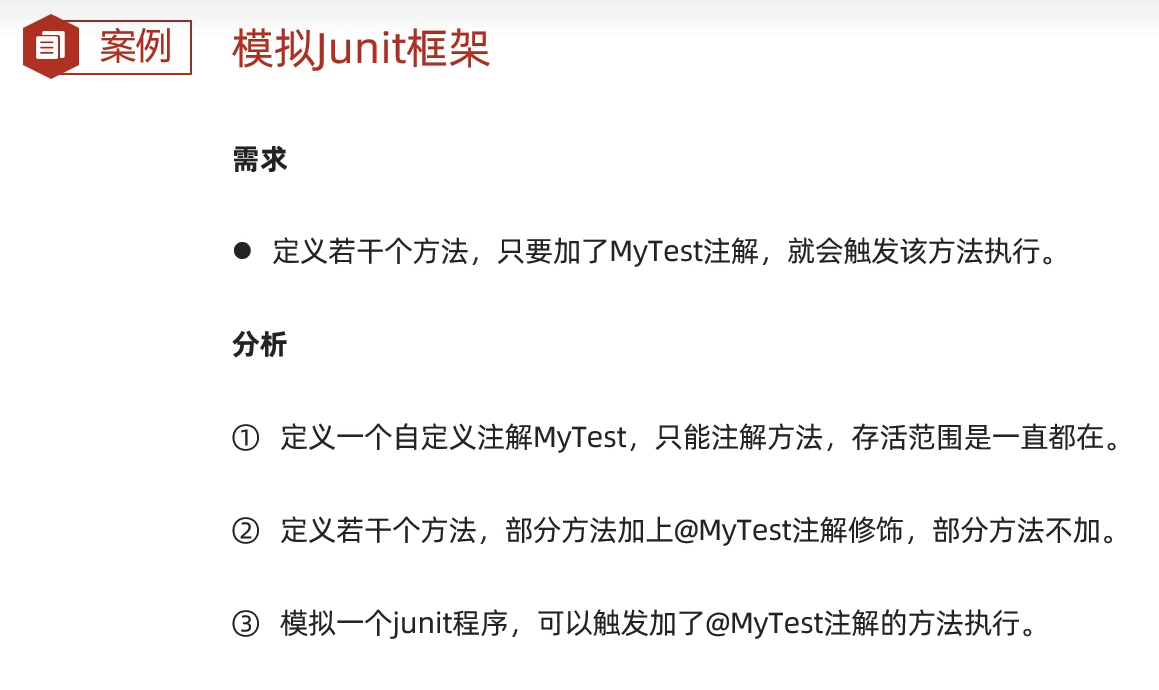 案例 模拟Junit框架
需求
● 定义若干个方法，只要加了MyTest注解，就会触发该方法执行。
分析
① 定义一个自定义注解MyTest，只能注解方法，存活范围是一直都在。
② 定义若干个方法，部分方法加上@MyTest注解修饰，部分方法不加。
③ 模拟一个junit程序，可以触发加了@MyTest注解的方法执行。